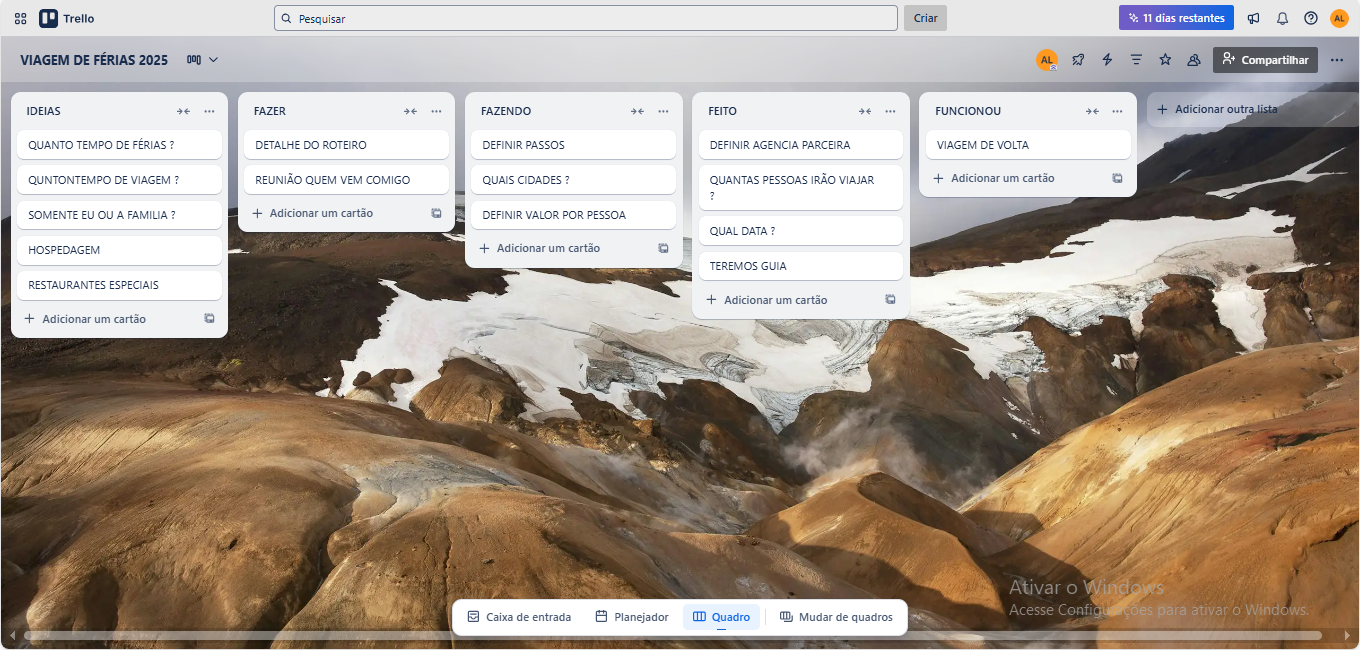 Trello
Pesquisar
Criar
11 dias restantes
AL
VIAGEM DE FÉRIAS 2025
AL
Compartilhar
IDEIAS
QUANTO TEMPO DE FÉRIAS ?
QUNTONTEMPO DE VIAGEM ?
SOMENTE EU OU A FAMILIA ?
HOSPEDAGEM
RESTAURANTES ESPECIAIS
Adicionar um cartão
FAZER
DETALHE DO ROTEIRO
REUNIÃO QUEM VEM COMIGO
Adicionar um cartão
FAZENDO
DEFINIR PASSOS
QUAIS CIDADES ?
DEFINIR VALOR POR PESSOA
Adicionar um cartão
FEITO
DEFINIR AGENCIA PARCEIRA
QUANTAS PESSOAS IRÃO VIAJAR
?
QUAL DATA ?
TEREMOS GUIA
Adicionar um cartão
FUNCIONOU
VIAGEM DE VOLTA
Adicionar um cartão
Adicionar outra lista
Ativar o Windows
Acesse Configurações para ativar o Windows.
Caixa de entrada
Planejador
Quadro
Mudar de quadros